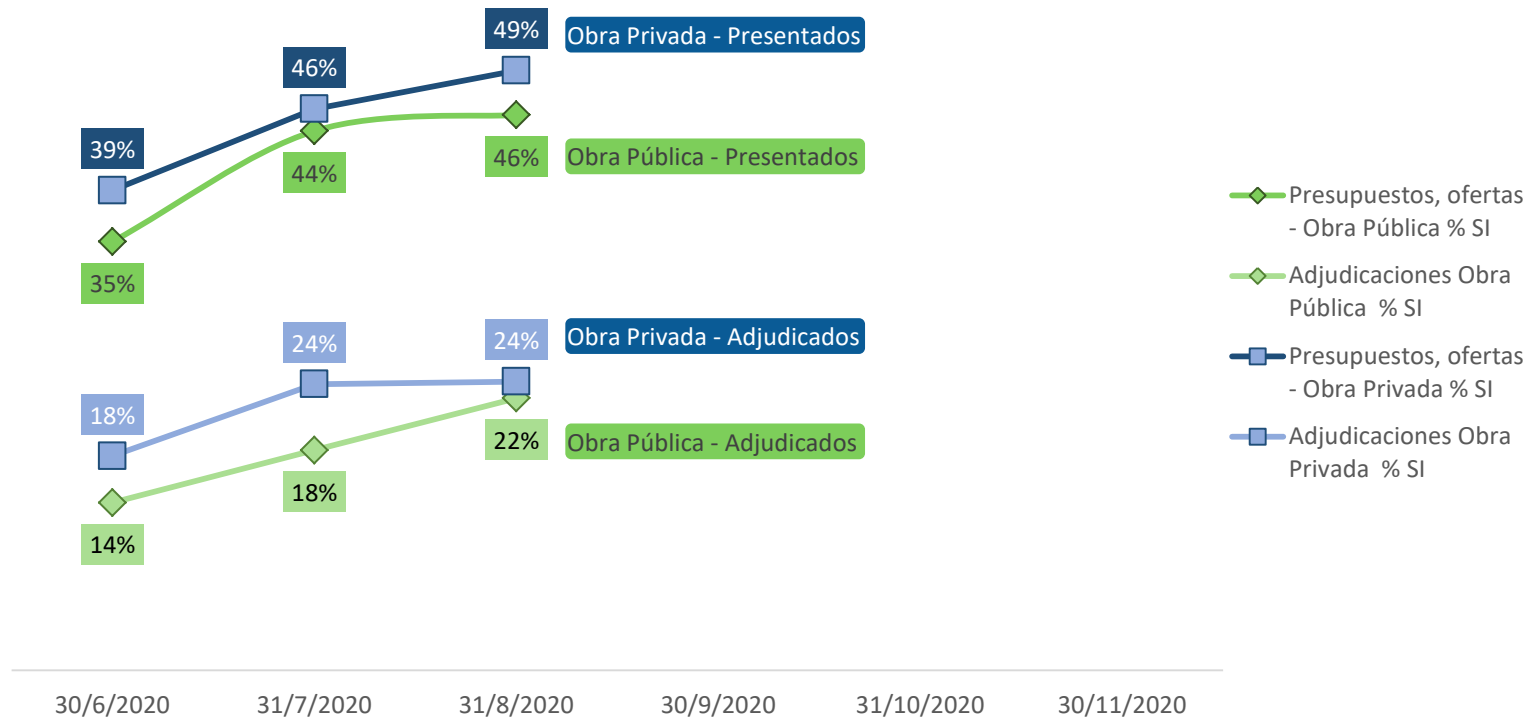 49%
Obra Privada - Presentados
46%
39%
Obra Pública - Presentados
46%
44%
35%
Presupuestos, ofertas
- Obra Pública % SI
Adjudicaciones Obra
Pública % SI
Presupuestos, ofertas
- Obra Privada % SI
Adjudicaciones Obra
Privada % SI
Obra Privada - Adjudicados
24%
24%
18%
Obra Pública - Adjudicados
22%
18%
14%
30/6/2020 31/7/2020 31/8/2020 30/9/2020 31/10/2020 30/11/2020